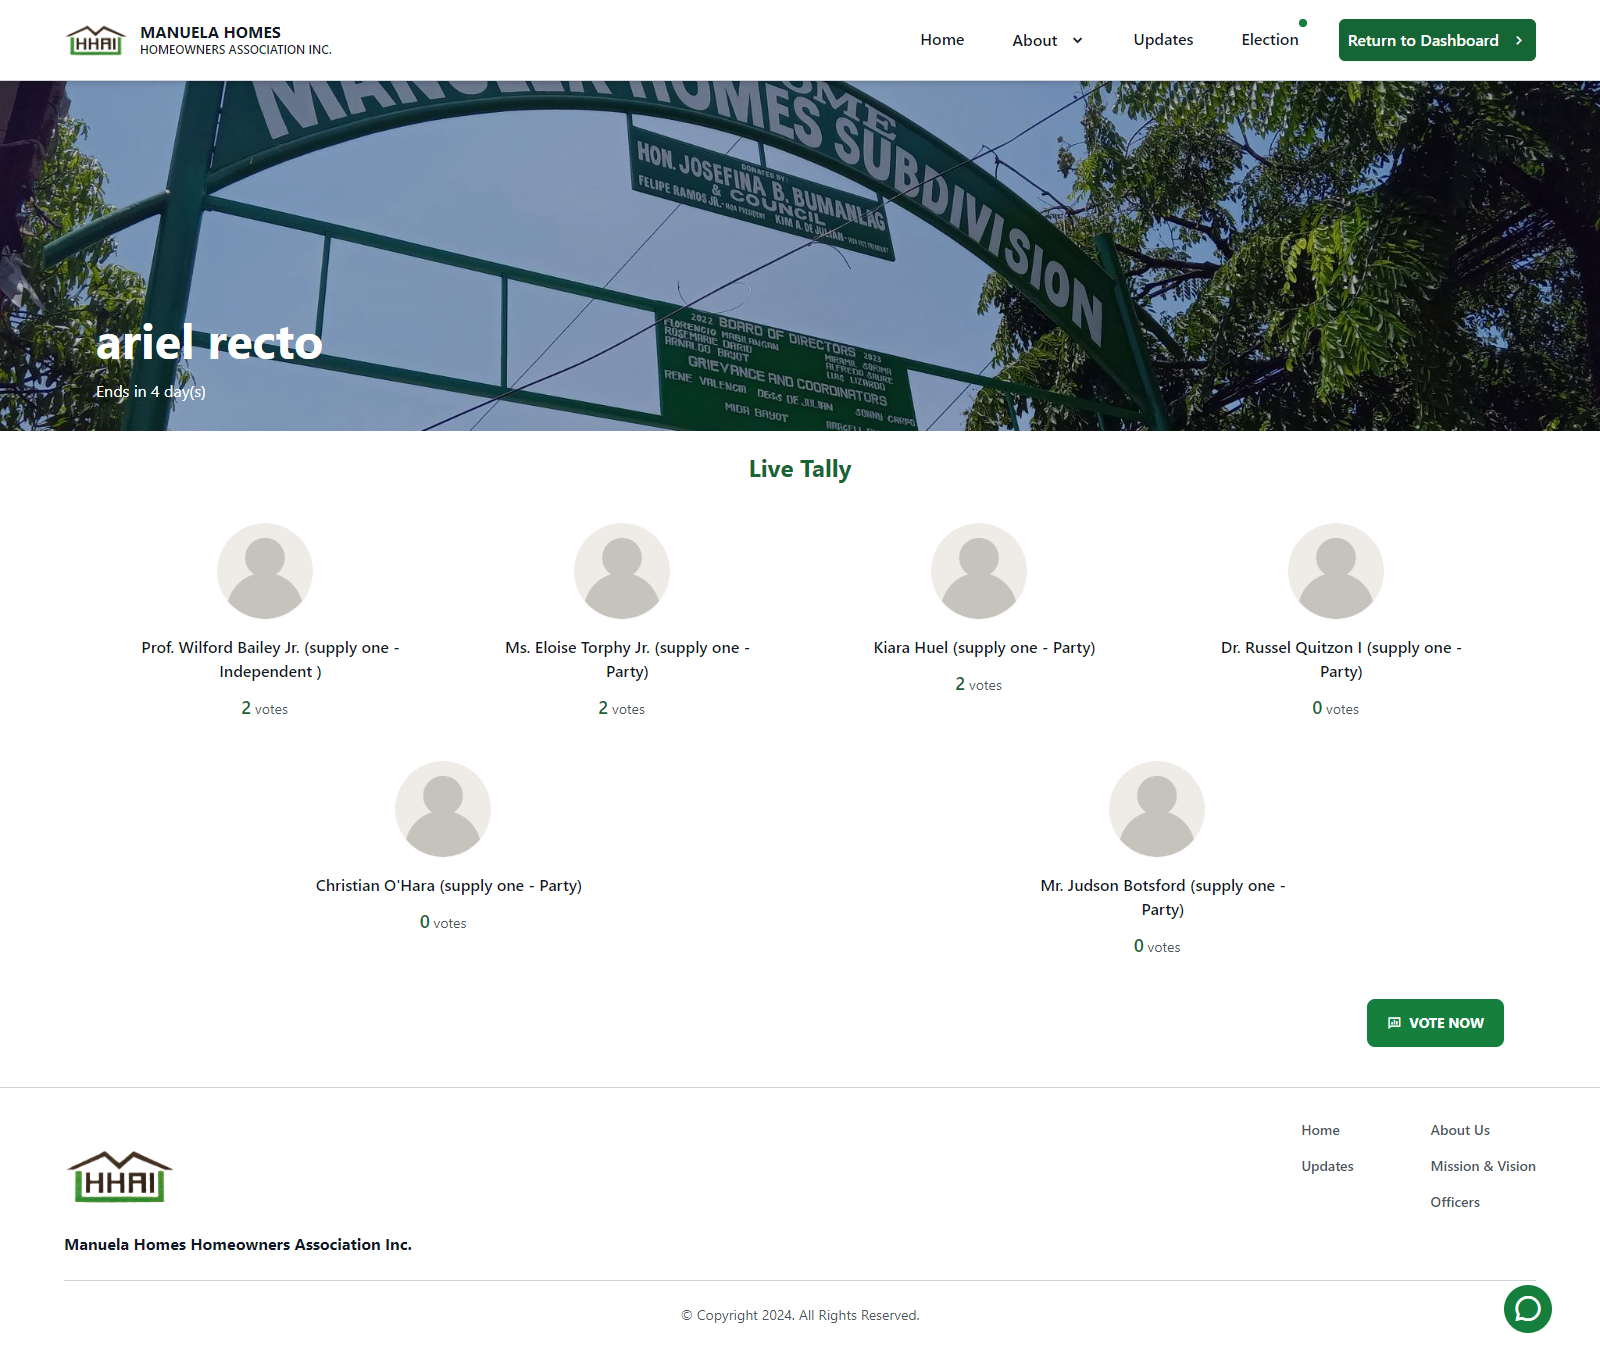 HHAI
MANUELA HOMES
HOMEOWNERS ASSOCIATION INC.
Home
About
Updates
Election
Return to Dashboard
MANUELA HOMES SUBDIVISION
DONATED BY:
HON. JOSEFINA B. BUMANLAG
& COUNCIL
FELIPE RAMOS JR. - HOA PRESIDENT KIM A. DE JULIAN - HOA VICE PRESIDENT
2022 BOARD OF DIRECTORS 2023
FLORENCIO MABILANGAN
ROSEMARIE DARIO
ARNALDO BAYOT
ALFREDO
LUIS LIZARDO
GRIEVANCE AND COORDINATORS
RENE VALENCIA DESS DE JULIAN SONNY CARPO
MIDA BAYOT
ariel recto
Ends in 4 day(s)
Live Tally
Prof. Wilford Bailey Jr. (supply one -
Independent )
2 votes
Ms. Eloise Torphy Jr. (supply one -
Party)
2 votes
Kiara Huel (supply one - Party)
2 votes
Dr. Russel Quitzon I (supply one -
Party)
0 votes
Christian O'Hara (supply one - Party)
0 votes
Mr. Judson Botsford (supply one -
Party)
0 votes
VOTE NOW
HHAI
Manuela Homes Homeowners Association Inc.
Home
Updates
About Us
Mission & Vision
Officers
© Copyright 2024. All Rights Reserved.